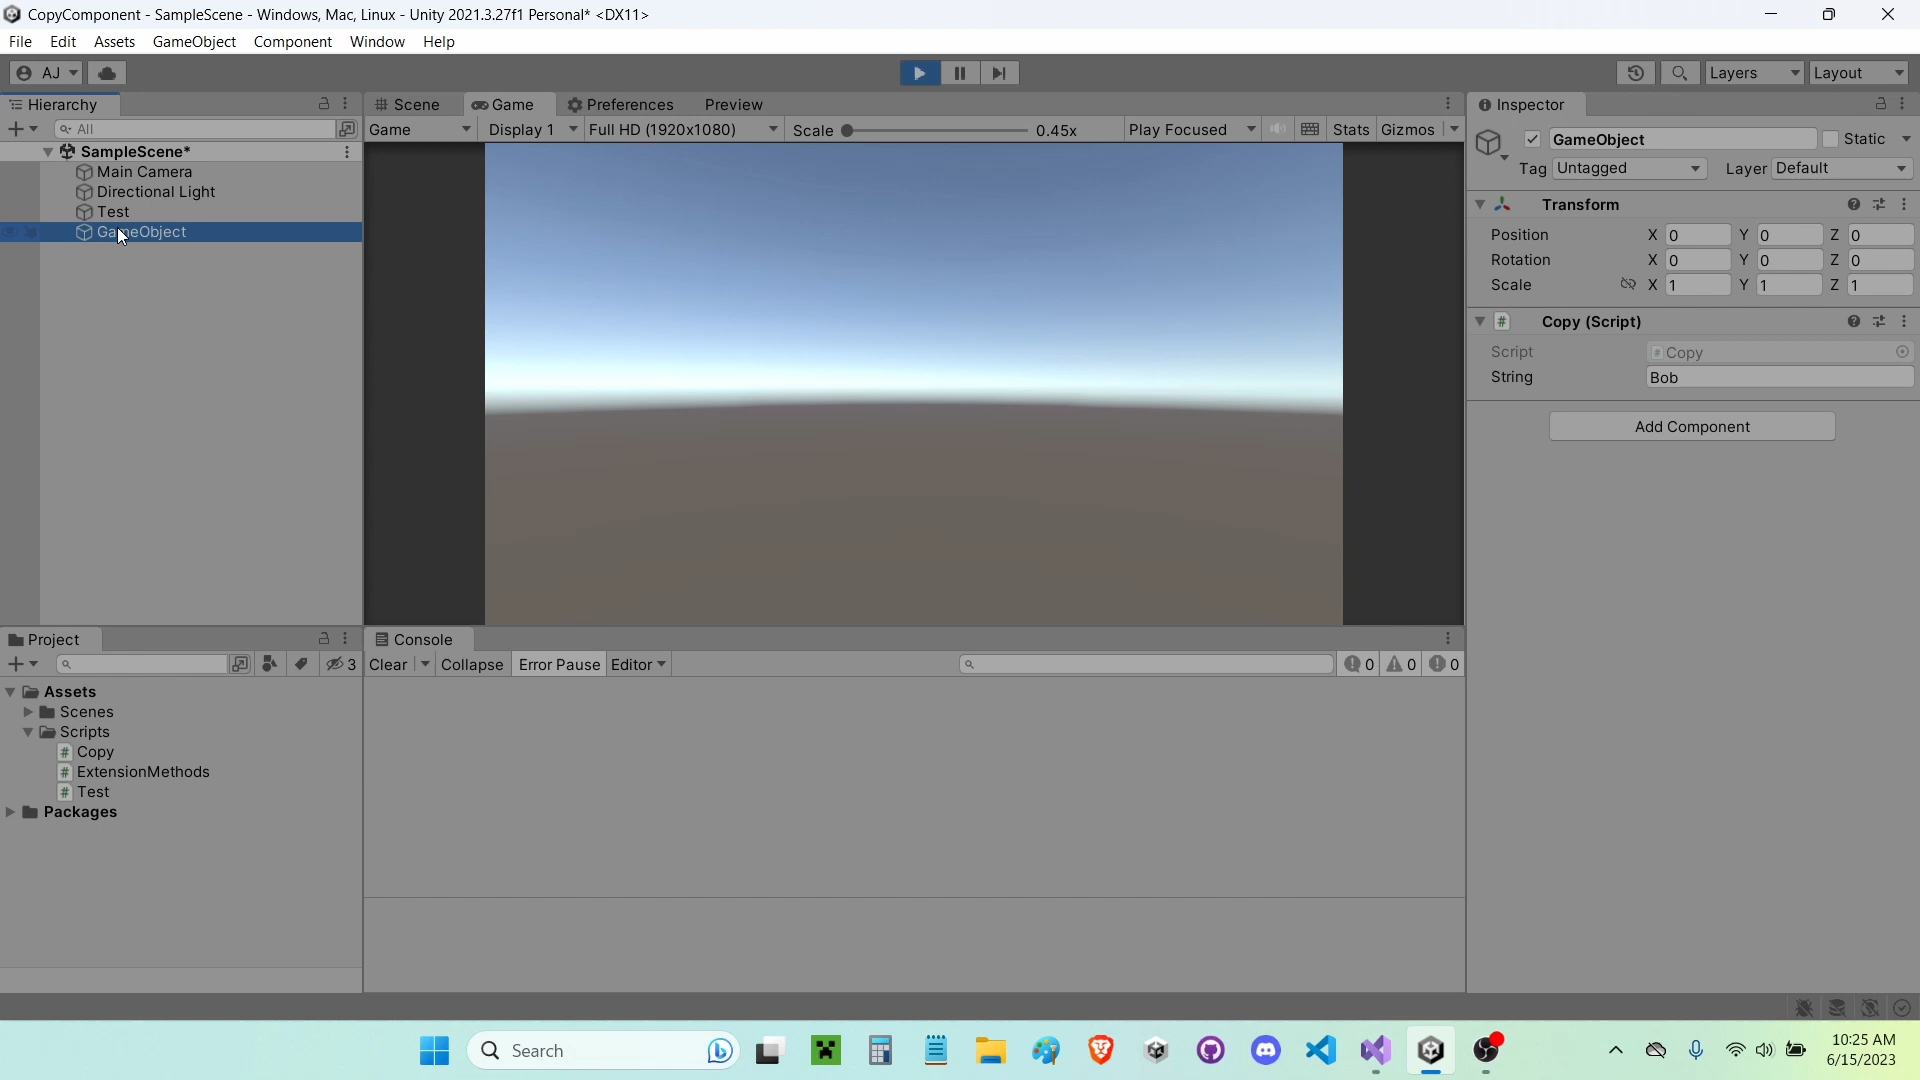 CopyComponent - SampleScene - Windows, Mac, Linux - Unity 2021.3.27f1 Personal* <DX11>
File Edit Assets GameObject Component Window Help
AJ Layers Layout
Hierarchy Scene Game Preferences Preview Inspector
All Game Display 1 Full HD (1920x1080) Scale 0.45x Play Focused Stats Gizmos
GameObject Static
SampleScene*
Tag Untagged Layer Default
Main Camera
Directional Light
Test
GameObject
Transform
Position X 0 Y 0 Z 0
Rotation X 0 Y 0 Z 0
Scale X 1 Y 1 Z 1
# Copy (Script)
Script # Copy
String Bob
Add Component
Project Console
3 Clear Collapse Error Pause Editor 0 0 0
Assets
Scenes
Scripts
# Copy
# ExtensionMethods
# Test
Packages
Search
10:25 AM
6/15/2023